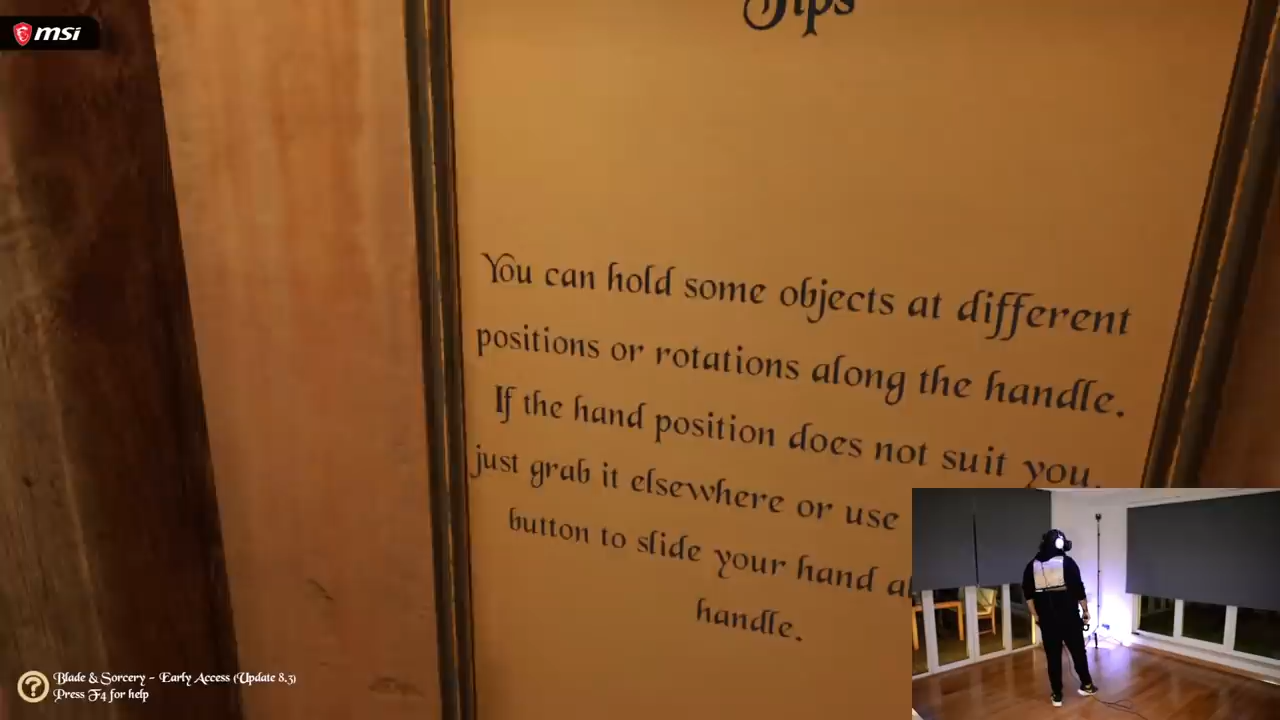 msi
Tips
You can hold some objects at different
positions or rotations along the handle.
If the hand position does not suit you,
just grab it elsewhere or use
button to slide your hand
handle.
Blade & Sorcery - Early Access (Update 8.3)
Press F4 for help